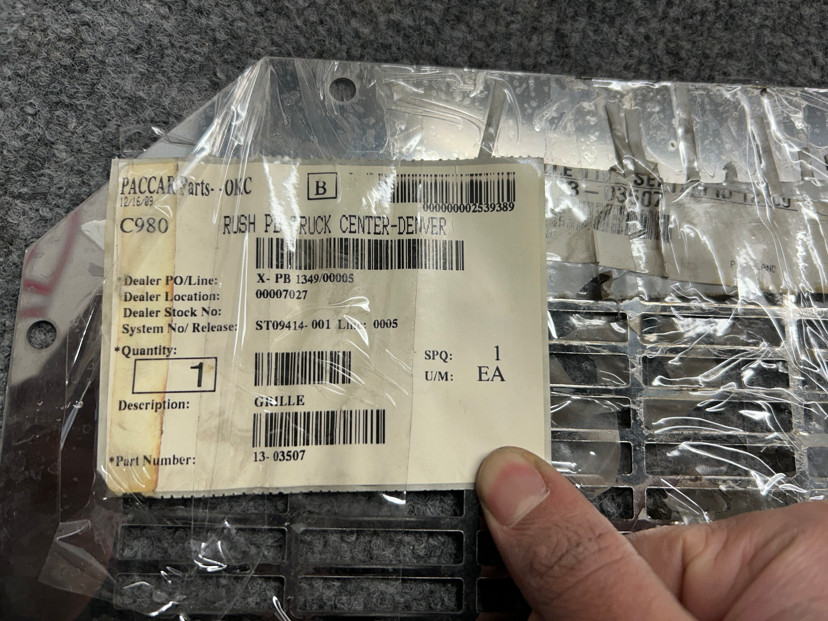 PACCAR Parts- -OKC
B
12/16/09
000000002539389
C980 RUSH PB TRUCK CENTER-DENVER
*Dealer PO/Line: X- PB 1349/00005
Dealer Location: 00007027
Dealer Stock No:
System No/ Release: ST09414- 001 Line: 0005
*Quantity: 1
SPQ: 1
U/M: EA
Description: GRILLE
*Part Number: 13- 03507